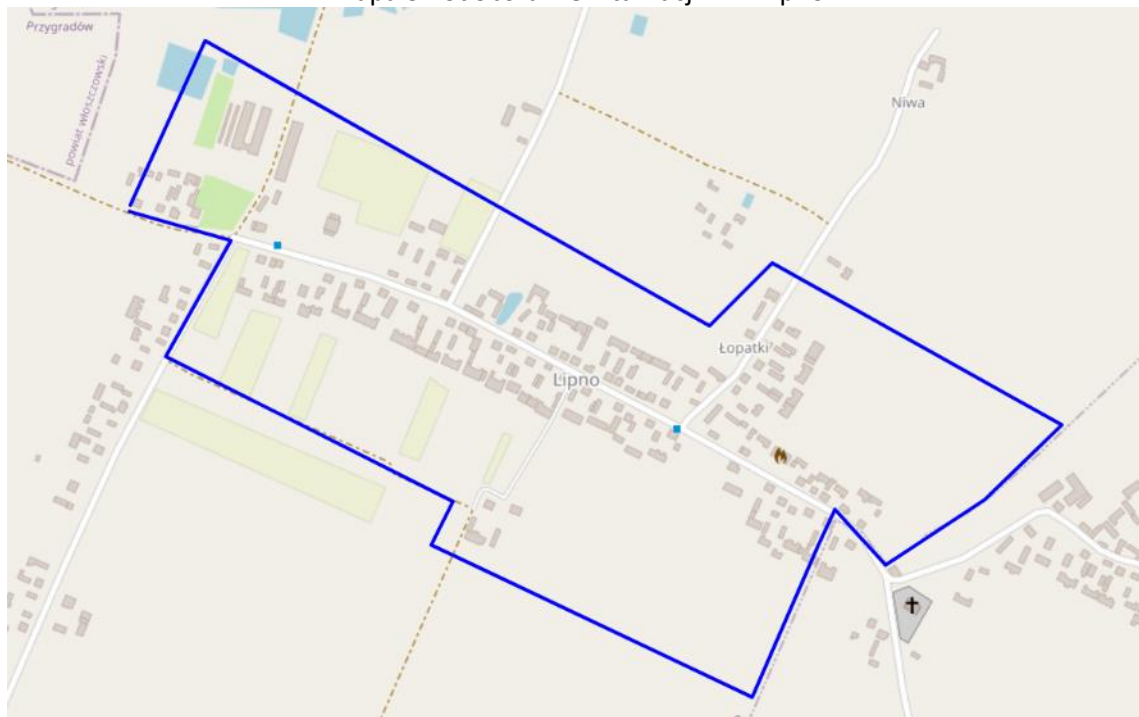 Przygradów
powiat włoszczowski
Niwa
Łopatki
Lipno